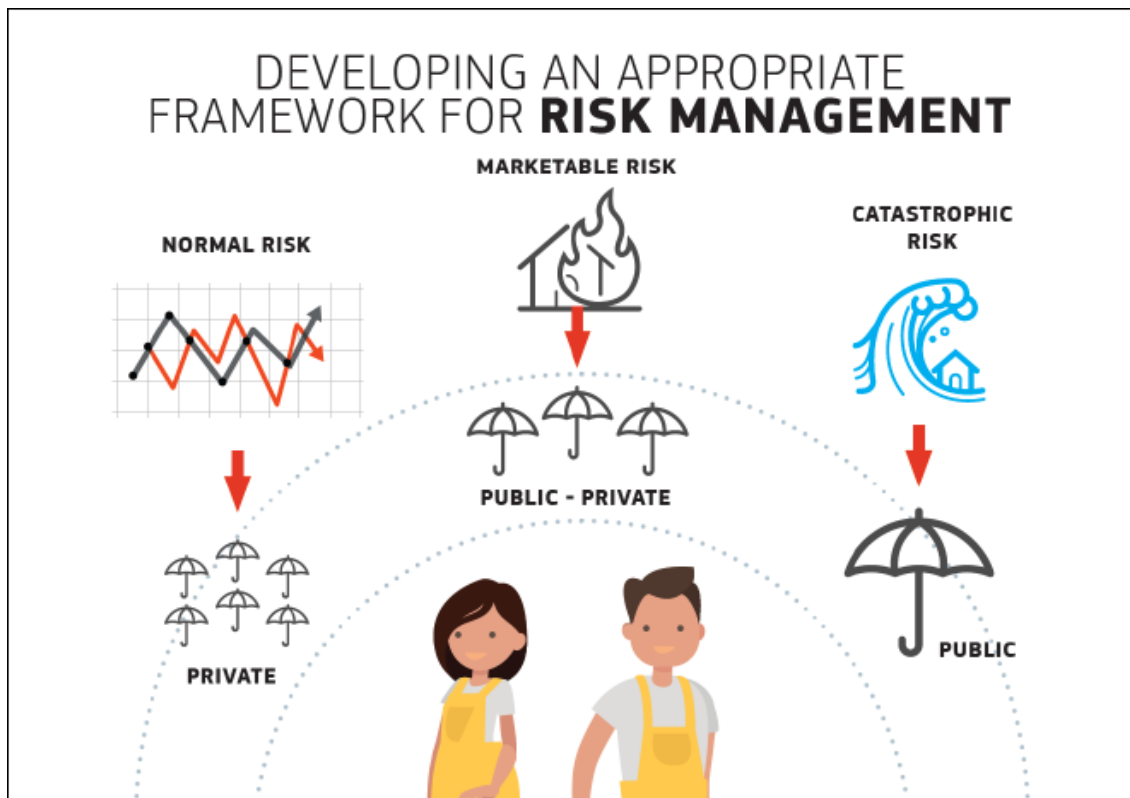 DEVELOPING AN APPROPRIATE
FRAMEWORK FOR RISK MANAGEMENT
MARKETABLE RISK
CATASTROPHIC
RISK
NORMAL RISK
PUBLIC - PRIVATE
PUBLIC
PRIVATE